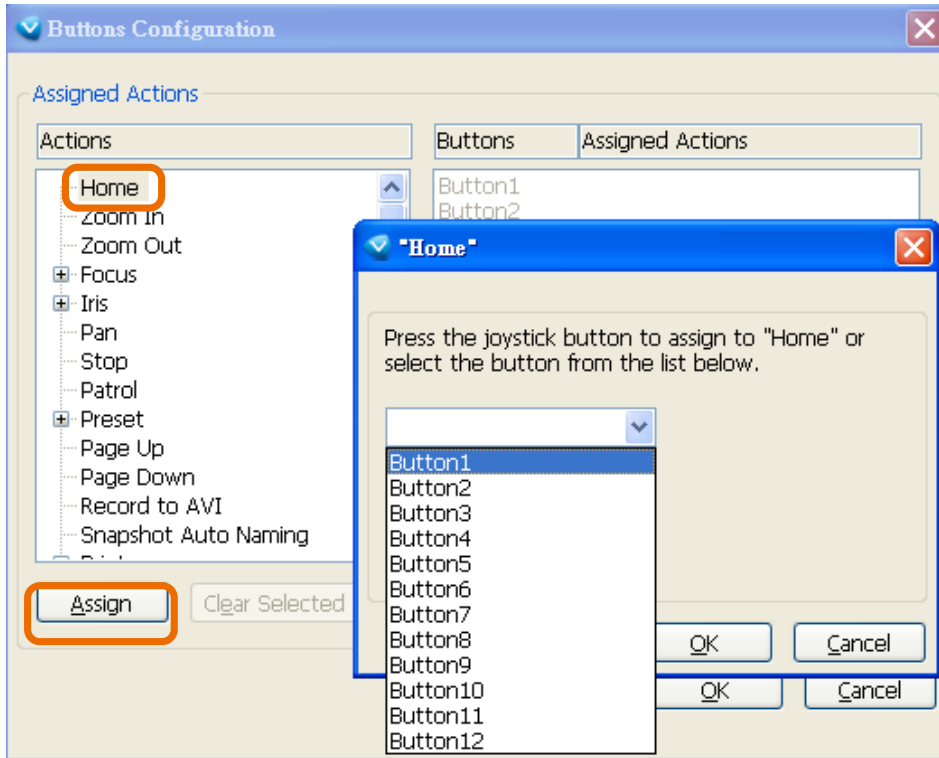 Buttons Configuration
Assigned Actions
Actions
Buttons
Assigned Actions
Home
Zoom In
Zoom Out
Focus
Iris
Pan
Stop
Patrol
Preset
Page Up
Page Down
Record to AVI
Snapshot Auto Naming
Button1
Button2
Assign
Clear Selected
"Home"
Press the joystick button to assign to "Home" or
select the button from the list below.
Button1
Button2
Button3
Button4
Button5
Button6
Button7
Button8
Button9
Button10
Button11
Button12
OK
Cancel
OK
Cancel